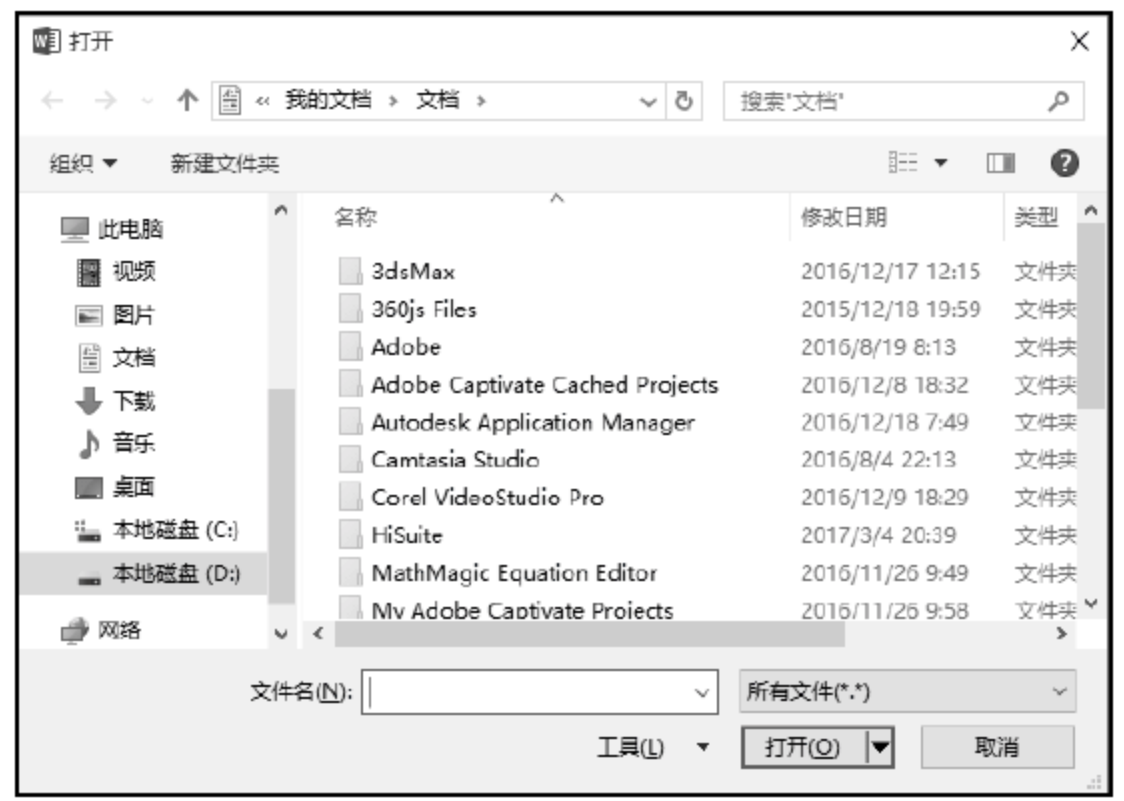 打开
« 我的文档 › 文档 ›
搜索"文档"
组织 新建文件夹
名称 修改日期 类型
此电脑
视频
图片
文档
下载
音乐
桌面
本地磁盘 (C:)
本地磁盘 (D:)
网络
3dsMax 2016/12/17 12:15 文件夹
360js Files 2015/12/18 19:59 文件夹
Adobe 2016/8/19 8:13 文件夹
Adobe Captivate Cached Projects 2016/12/8 18:32 文件夹
Autodesk Application Manager 2016/12/18 7:49 文件夹
Camtasia Studio 2016/8/4 22:13 文件夹
Corel VideoStudio Pro 2016/12/9 18:29 文件夹
HiSuite 2017/3/4 20:39 文件夹
MathMagic Equation Editor 2016/11/26 9:49 文件夹
My Adobe Captivate Projects 2016/11/26 9:58 文件夹
文件名(N): 所有文件(*.*)
工具(L) 打开(O) 取消